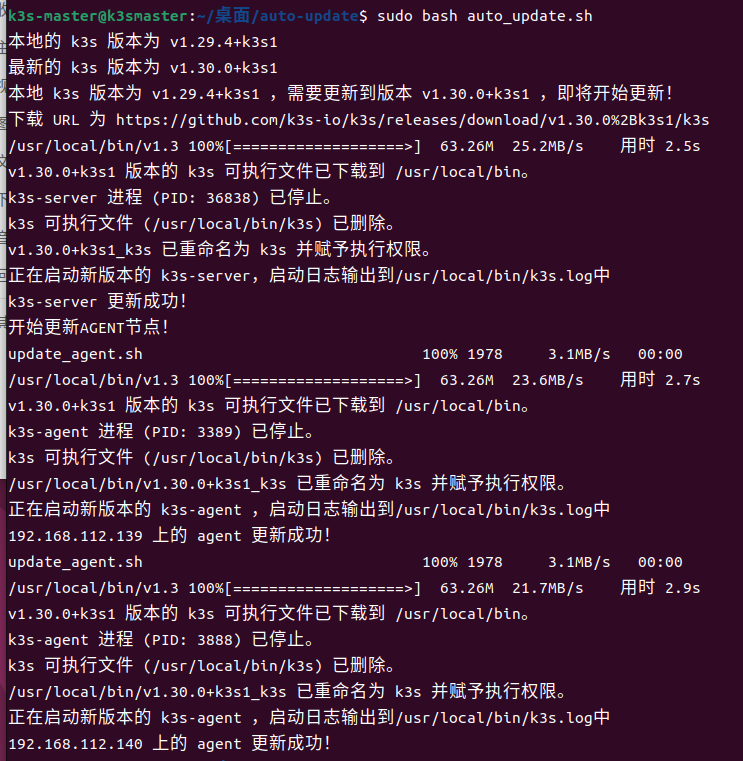 k3s-master@k3smaster:~/桌面/auto-update$ sudo bash auto_update.sh
本地的 k3s 版本为 v1.29.4+k3s1
最新的 k3s 版本为 v1.30.0+k3s1
本地 k3s 版本为 v1.29.4+k3s1 ，需要更新到版本 v1.30.0+k3s1 ，即将开始更新！
下载 URL 为 https://github.com/k3s-io/k3s/releases/download/v1.30.0%2Bk3s1/k3s
/usr/local/bin/v1.3 100%[===================>]  63.26M  25.2MB/s    用时 2.5s
v1.30.0+k3s1 版本的 k3s 可执行文件已下载到 /usr/local/bin。
k3s-server 进程 (PID: 36838) 已停止。
k3s 可执行文件 (/usr/local/bin/k3s) 已删除。
v1.30.0+k3s1_k3s 已重命名为 k3s 并赋予执行权限。
正在启动新版本的 k3s-server，启动日志输出到/usr/local/bin/k3s.log中
k3s-server 更新成功！
开始更新AGENT节点！
update_agent.sh                               100% 1978     3.1MB/s   00:00
/usr/local/bin/v1.3 100%[===================>]  63.26M  23.6MB/s    用时 2.7s
v1.30.0+k3s1 版本的 k3s 可执行文件已下载到 /usr/local/bin。
k3s-agent 进程 (PID: 3389) 已停止。
k3s 可执行文件 (/usr/local/bin/k3s) 已删除。
/usr/local/bin/v1.30.0+k3s1_k3s 已重命名为 k3s 并赋予执行权限。
正在启动新版本的 k3s-agent ，启动日志输出到/usr/local/bin/k3s.log中
192.168.112.139 上的 agent 更新成功！
update_agent.sh                               100% 1978     3.1MB/s   00:00
/usr/local/bin/v1.3 100%[===================>]  63.26M  21.7MB/s    用时 2.9s
v1.30.0+k3s1 版本的 k3s 可执行文件已下载到 /usr/local/bin。
k3s-agent 进程 (PID: 3888) 已停止。
k3s 可执行文件 (/usr/local/bin/k3s) 已删除。
/usr/local/bin/v1.30.0+k3s1_k3s 已重命名为 k3s 并赋予执行权限。
正在启动新版本的 k3s-agent ，启动日志输出到/usr/local/bin/k3s.log中
192.168.112.140 上的 agent 更新成功！